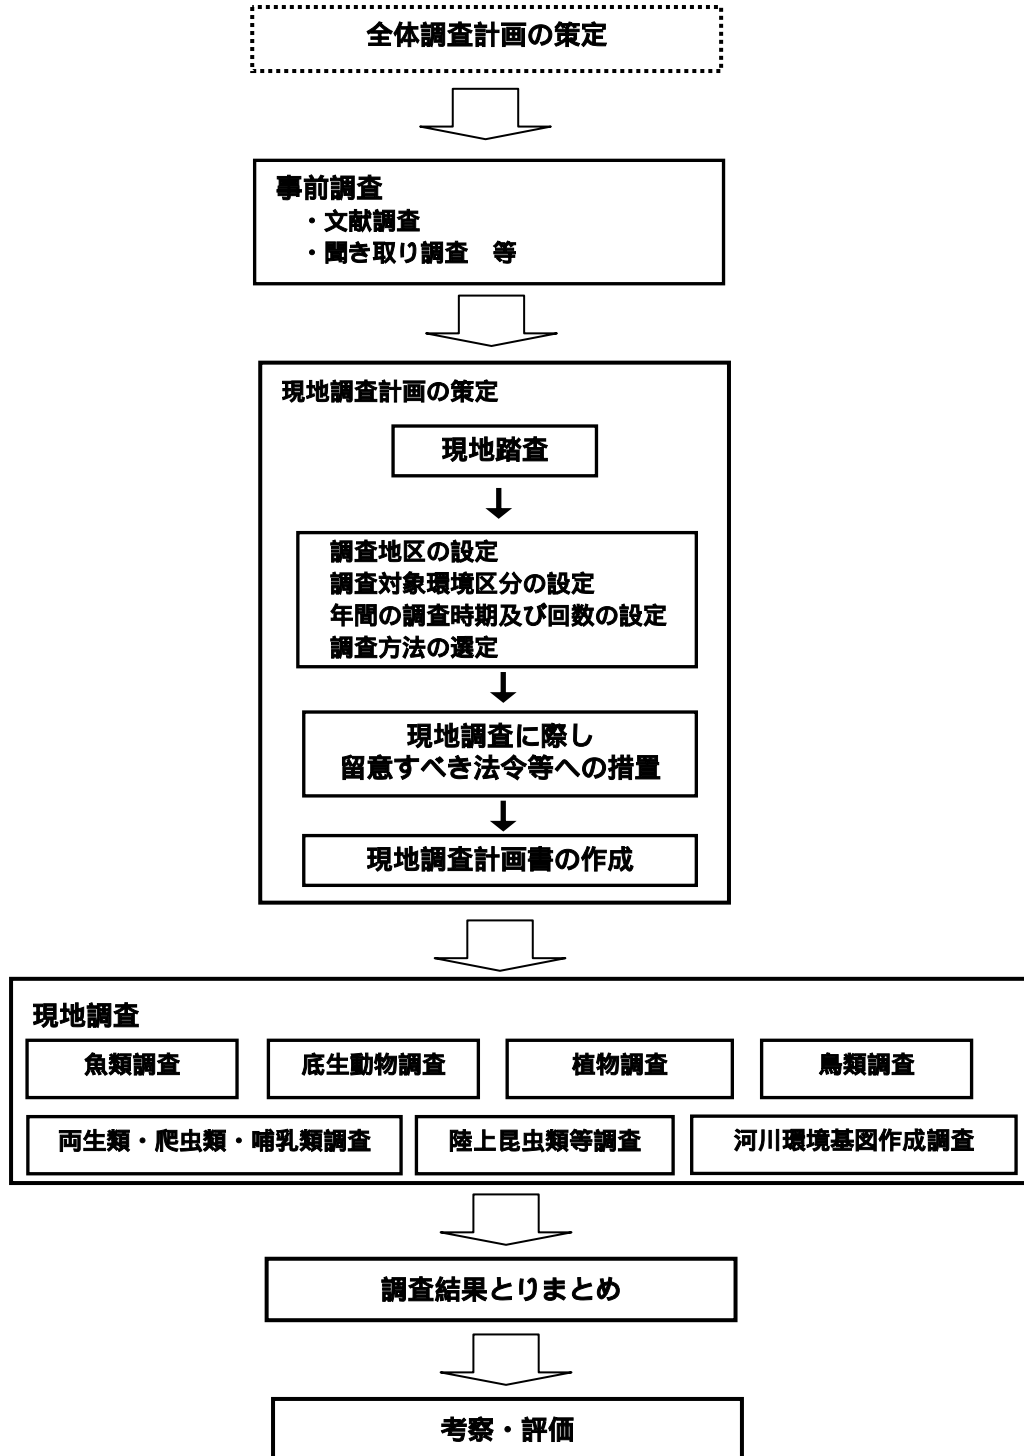 全体調査計画の策定
事前調査
・文献調査
・聞き取り調査　等
現地調査計画の策定
現地踏査
調査地区の設定
調査対象環境区分の設定
年間の調査時期及び回数の設定
調査方法の選定
現地調査に際し
留意すべき法令等への措置
現地調査計画書の作成
現地調査
魚類調査
底生動物調査
植物調査
鳥類調査
両生類・爬虫類・哺乳類調査
陸上昆虫類等調査
河川環境基図作成調査
調査結果とりまとめ
考察・評価